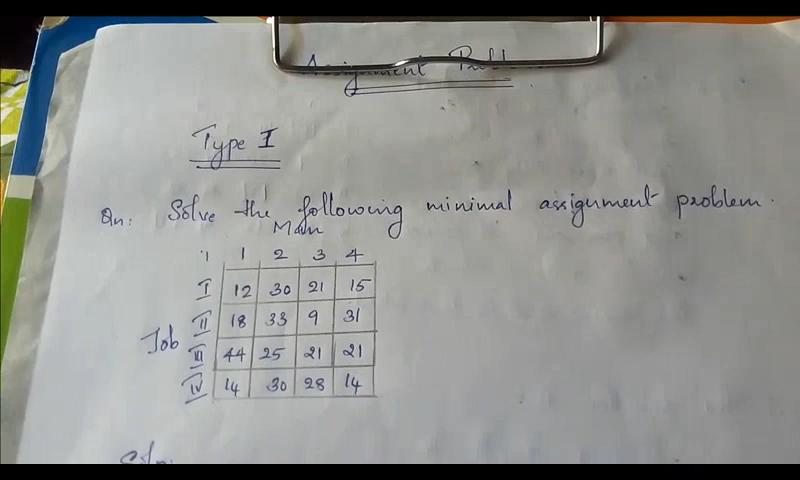 Assignment
Type I
Qn: Solve the following minimal assignment problem.
Man
1 2 3 4
I 12 30 21 15
II 18 33 9 31
Job
III 44 25 21 21
IV 14 30 28 14